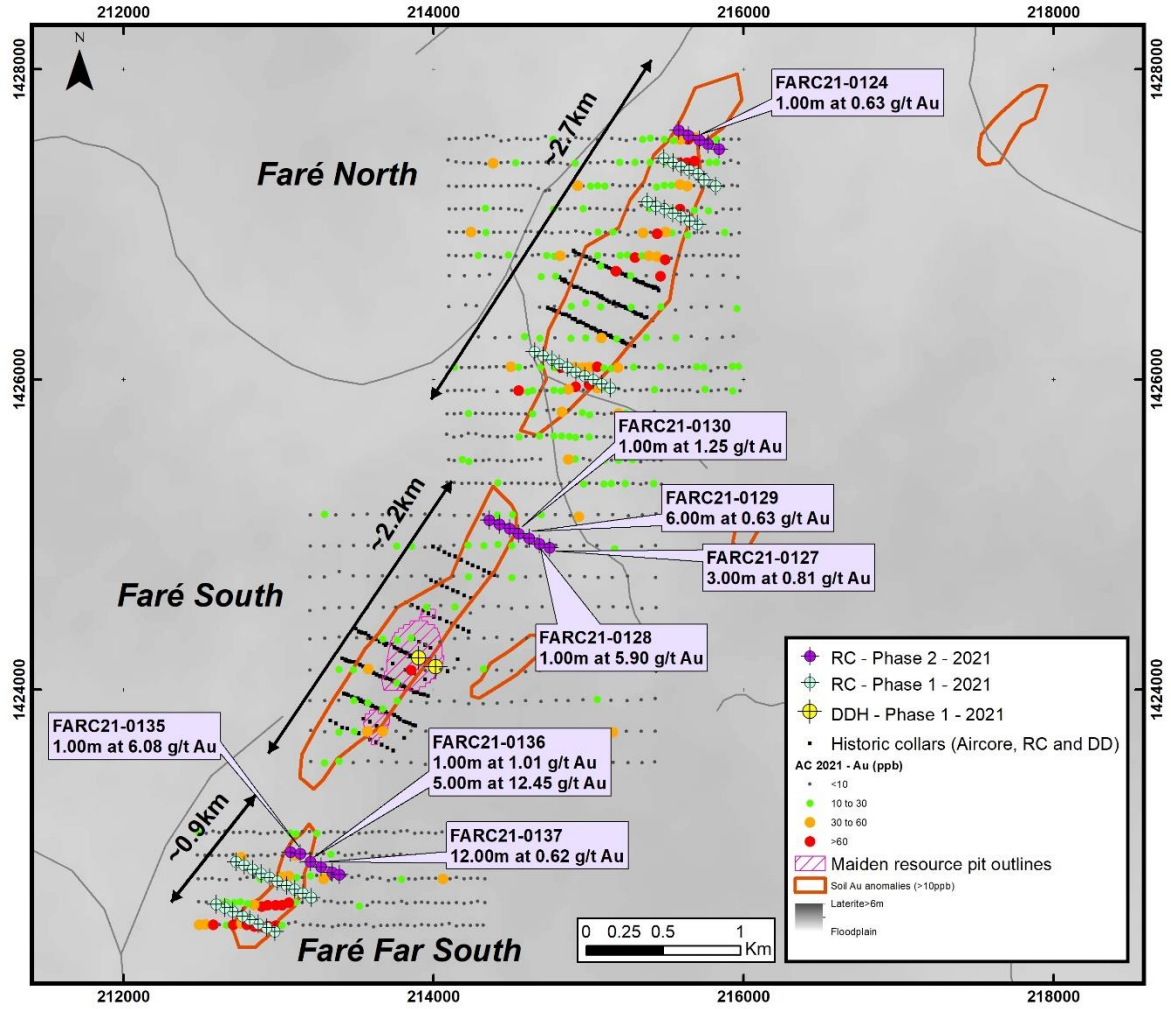 212000
214000
216000
218000
1428000
1428000
N
FARC21-0124
1.00m at 0.63 g/t Au
~2.7km
Faré North
1426000
1426000
FARC21-0130
1.00m at 1.25 g/t Au
FARC21-0129
6.00m at 0.63 g/t Au
~2.2km
FARC21-0127
3.00m at 0.81 g/t Au
Faré South
FARC21-0128
1.00m at 5.90 g/t Au
1424000
1424000
FARC21-0135
1.00m at 6.08 g/t Au
FARC21-0136
1.00m at 1.01 g/t Au
5.00m at 12.45 g/t Au
~0.9km
FARC21-0137
12.00m at 0.62 g/t Au
Faré Far South
0 0.25 0.5 1
Km
RC - Phase 2 - 2021
RC - Phase 1 - 2021
DDH - Phase 1 - 2021
Historic collars (Aircore, RC and DD)
AC 2021 - Au (ppb)
<10
10 to 30
30 to 60
>60
Maiden resource pit outlines
Soil Au anomalies (>10ppb)
Laterite>6m
Floodplain
212000
214000
216000
218000